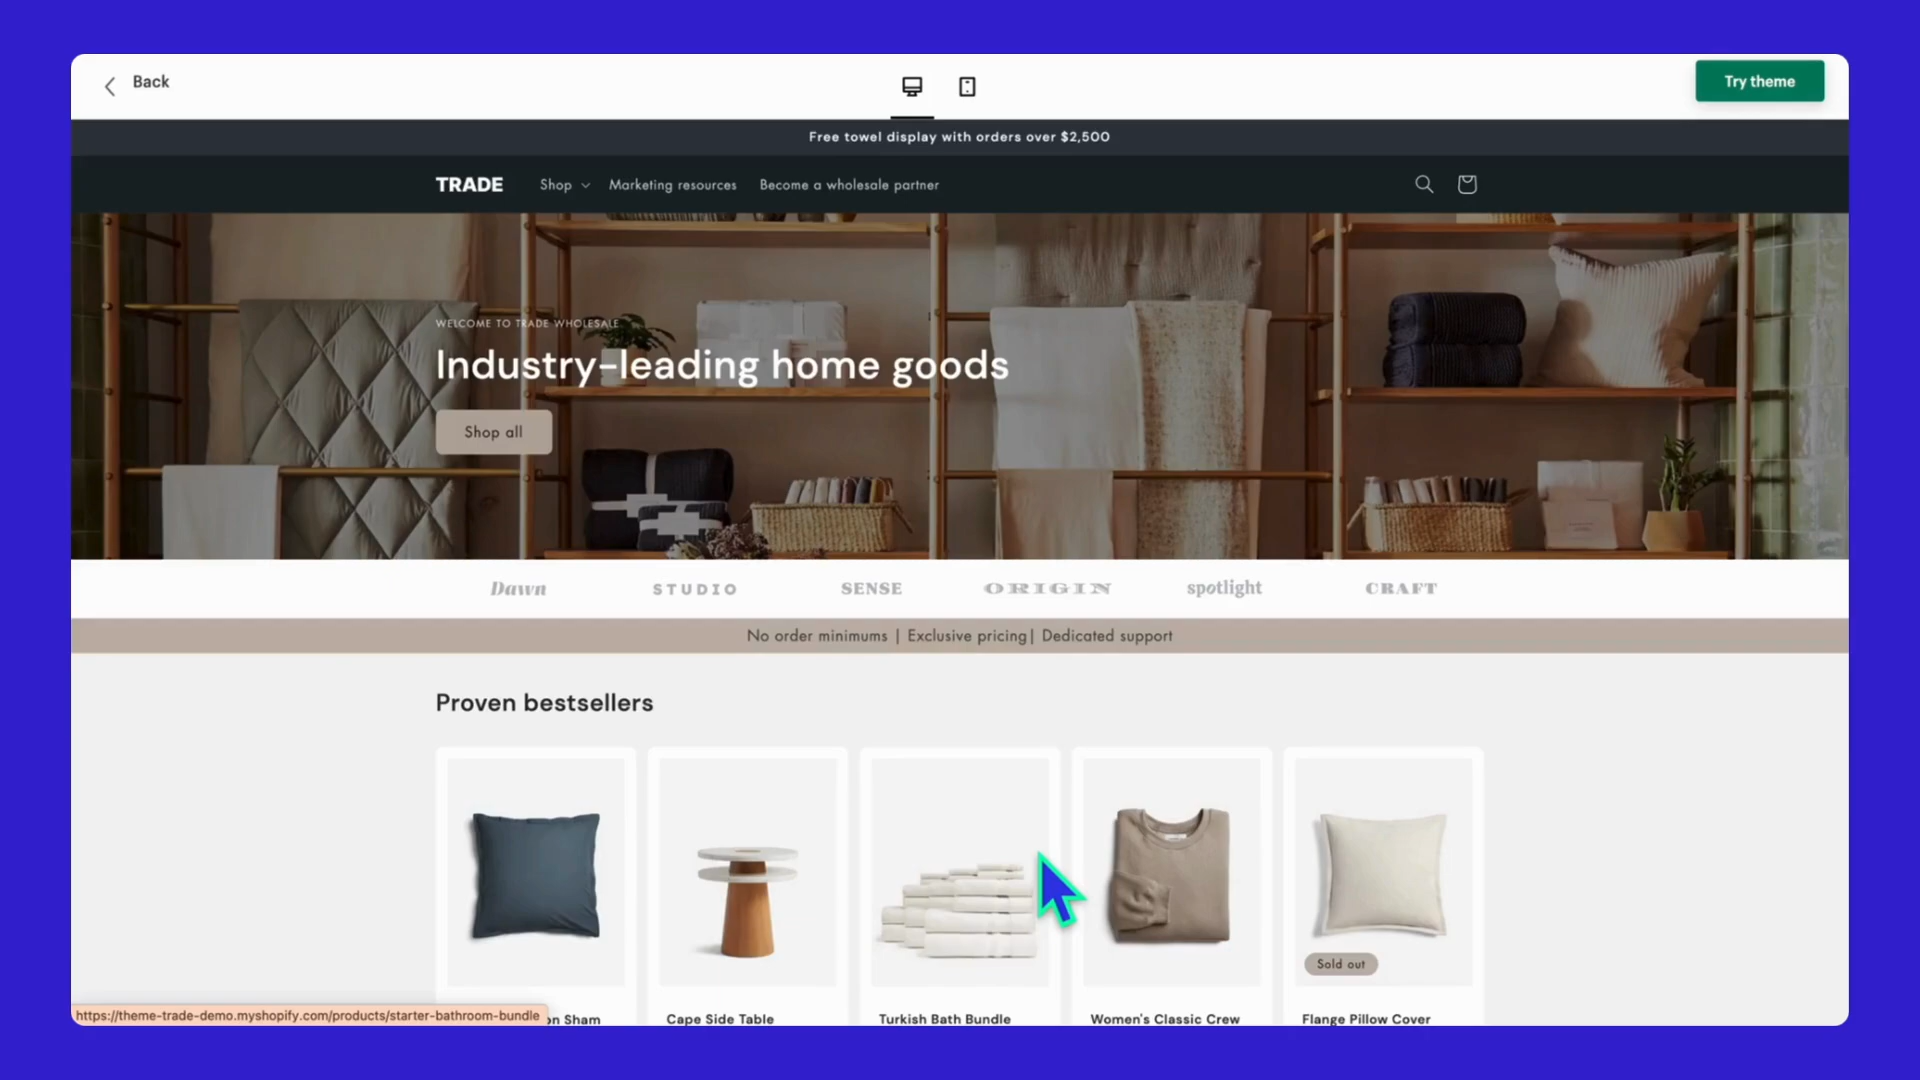 Back
Try theme
Free towel display with orders over $2,500
TRADE Shop Marketing resources Become a wholesale partner
WELCOME TO TRADE WHOLESALE
Industry-leading home goods
Shop all
Dawn STUDIO SENSE ORIGIN spotlight CRAFT
No order minimums | Exclusive pricing| Dedicated support
Proven bestsellers
Sold out
https://theme-trade-demo.myshopify.com/products/starter-bathroom-bundle
Sham Cape Side Table Turkish Bath Bundle Women's Classic Crew Flange Pillow Cover